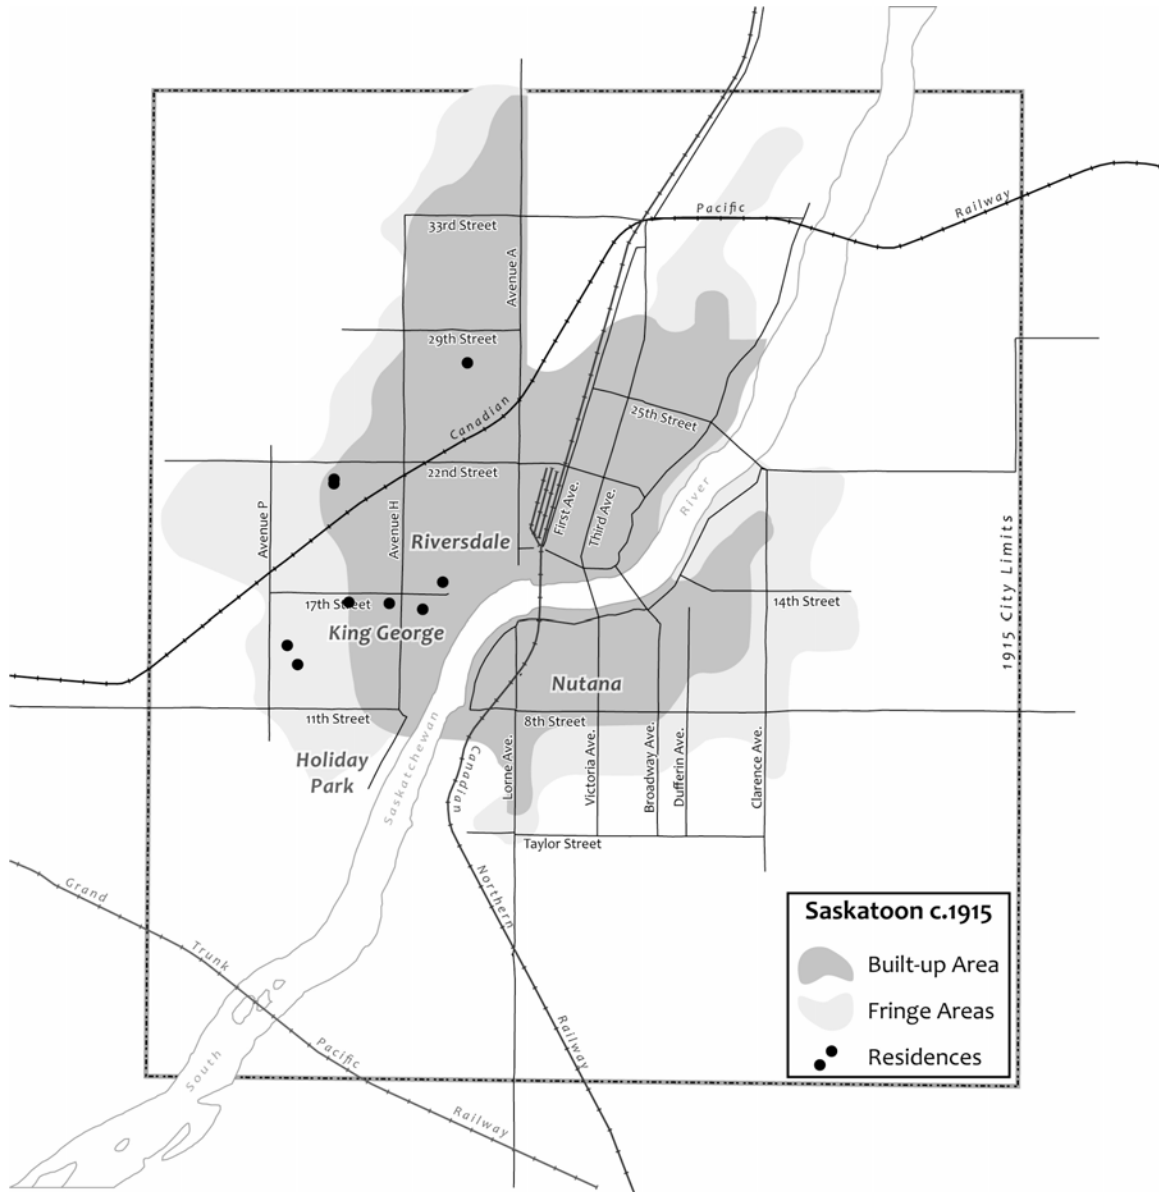 Pacific
Railway
33rd Street
Avenue A
29th Street
Canadian
25th Street
22nd Street
River
Avenue P
Avenue H
First Ave.
Third Ave.
Riversdale
1915 City Limits
17th Street
14th Street
King George
Nutana
11th Street
8th Street
Holiday
Park
Saskatchewan
Canadian
Lorne Ave.
Victoria Ave.
Broadway Ave.
Dufferin Ave.
Clarence Ave.
Taylor Street
Grand
Northern
Trunk
Saskatoon c.1915
Built-up Area
Fringe Areas
Residences
Railway
Pacific
South
Railway